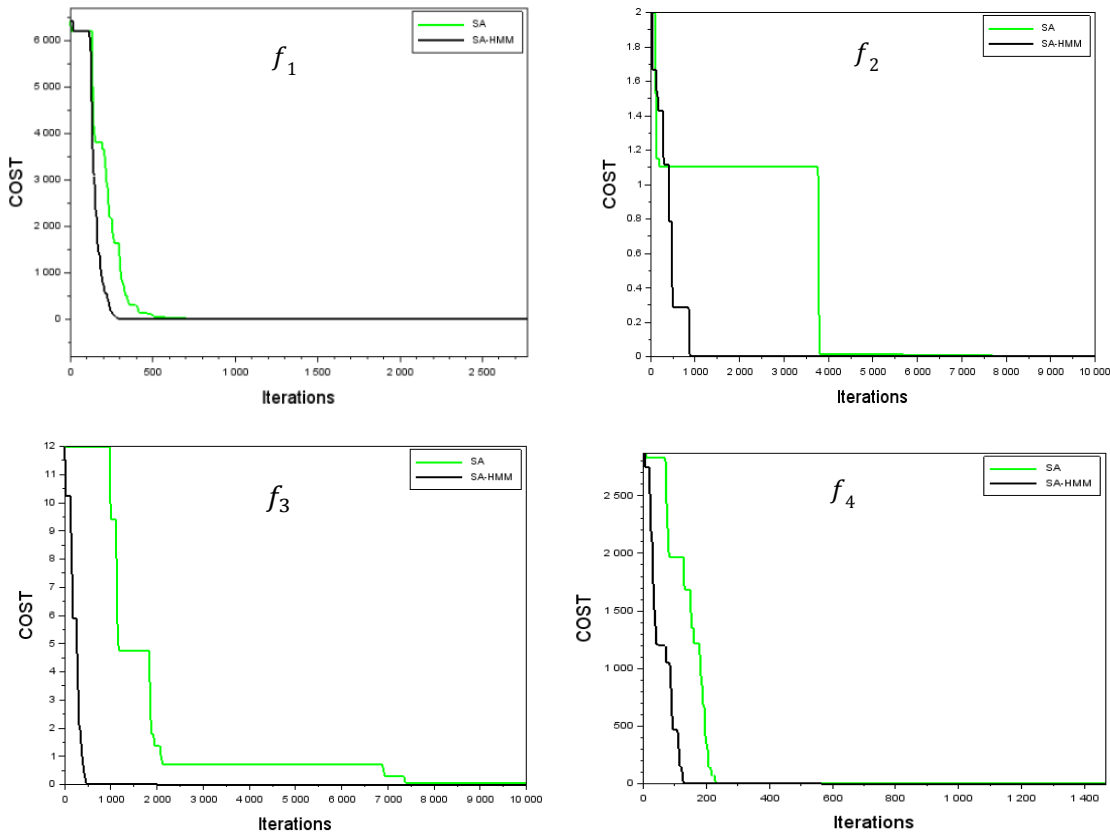 SA
SA-HMM
f1
6 000
5 000
4 000
3 000
2 000
1 000
0
COST
0 500 1 000 1 500 2 000 2 500
Iterations
SA
SA-HMM
f2
2
1.8
1.6
1.4
1.2
1
0.8
0.6
0.4
0.2
0
COST
0 1 000 2 000 3 000 4 000 5 000 6 000 7 000 8 000 9 000 10 000
Iterations
SA
SA-HMM
f3
12
11
10
9
8
7
6
5
4
3
2
1
0
COST
0 1 000 2 000 3 000 4 000 5 000 6 000 7 000 8 000 9 000 10 000
Iterations
SA
SA-HMM
f4
2 500
2 000
1 500
1 000
500
0
COST
0 200 400 600 800 1 000 1 200 1 400
Iterations